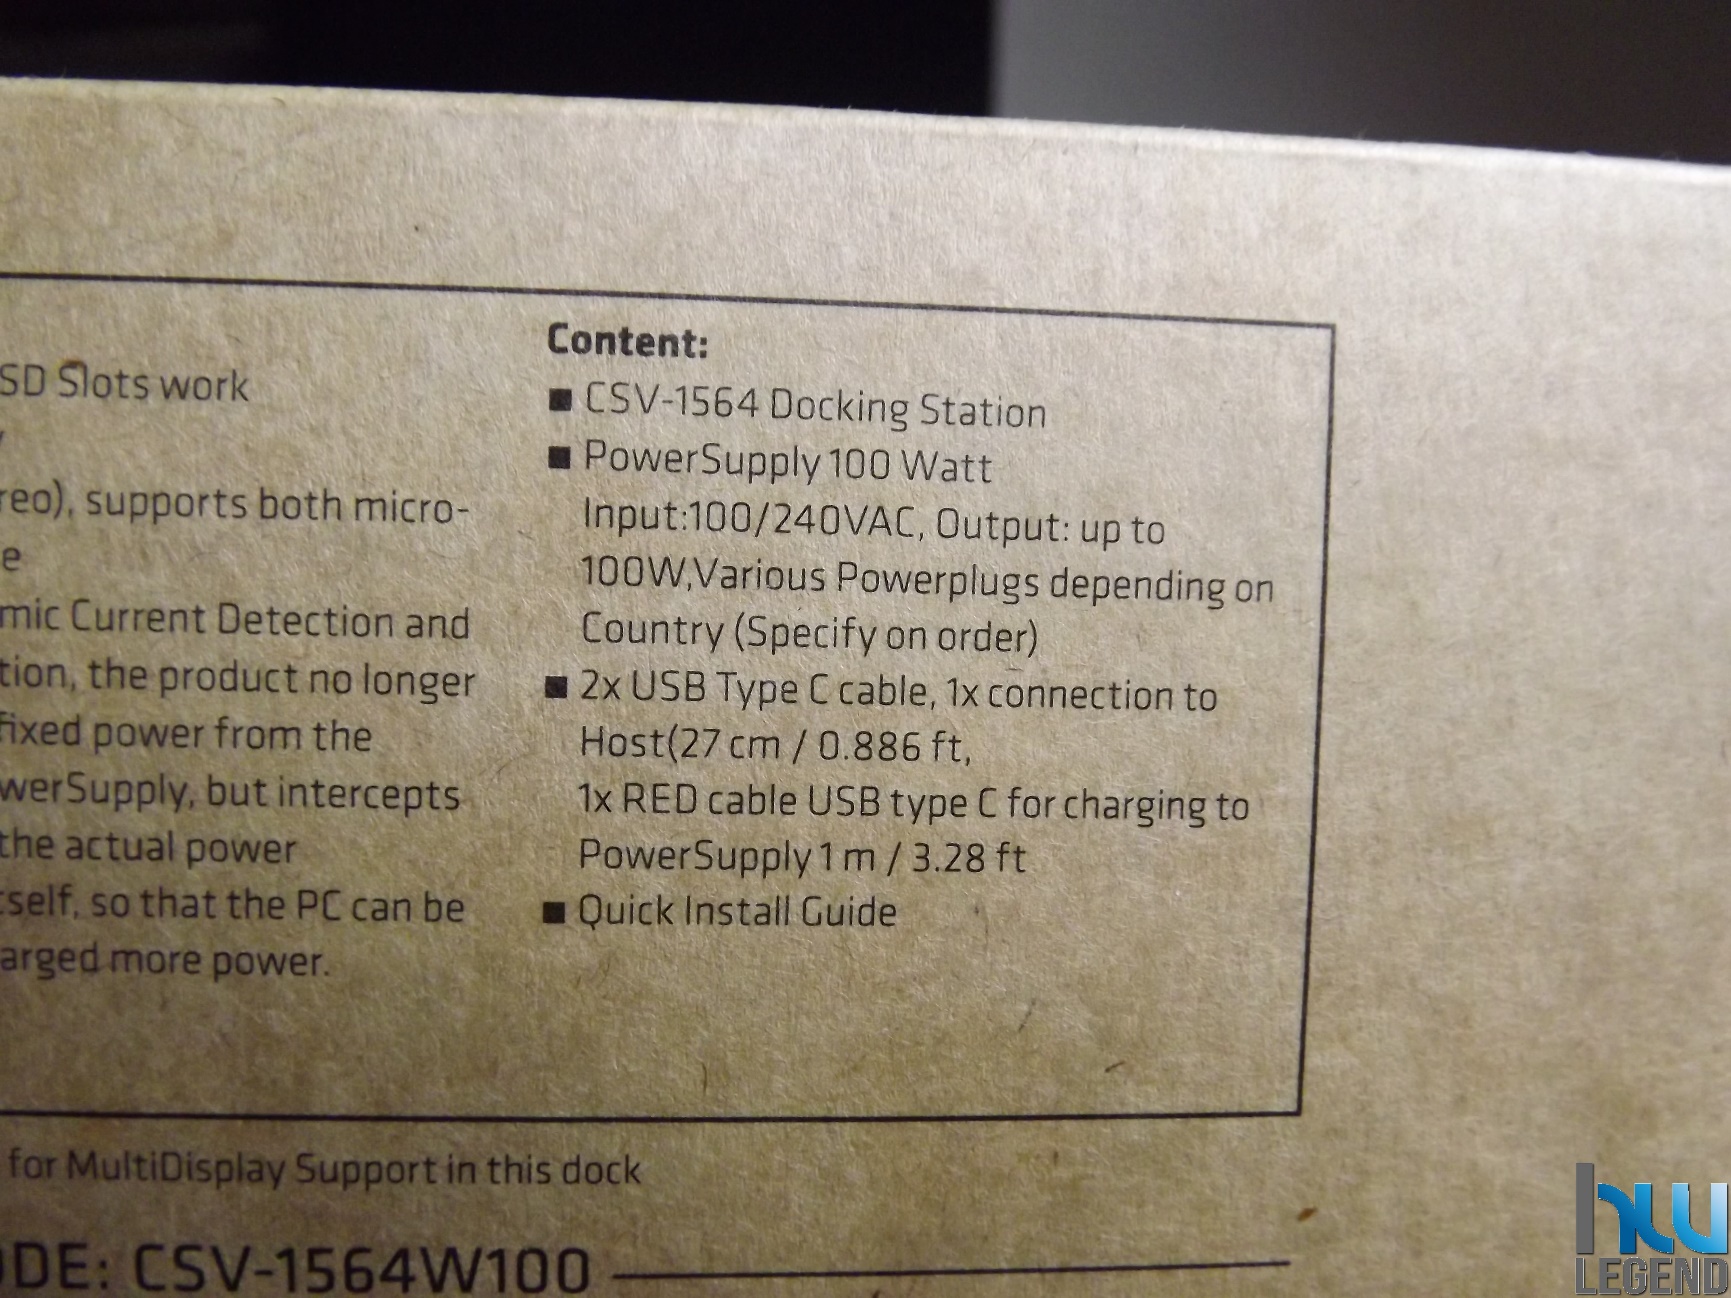 SD Slots work
reo), supports both micro-
e
mic Current Detection and
tion, the product no longer
fixed power from the
werSupply, but intercepts
the actual power
self, so that the PC can be
arged more power.
Content:
■ CSV-1564 Docking Station
■ PowerSupply 100 Watt
Input:100/240VAC, Output: up to
100W,Various Powerplugs depending on
Country (Specify on order)
■ 2x USB Type C cable, 1x connection to
Host(27 cm / 0.886 ft,
1x RED cable USB type C for charging to
PowerSupply 1 m / 3.28 ft
■ Quick Install Guide
for MultiDisplay Support in this dock
ODE: CSV-1564W100
hw
LEGEND